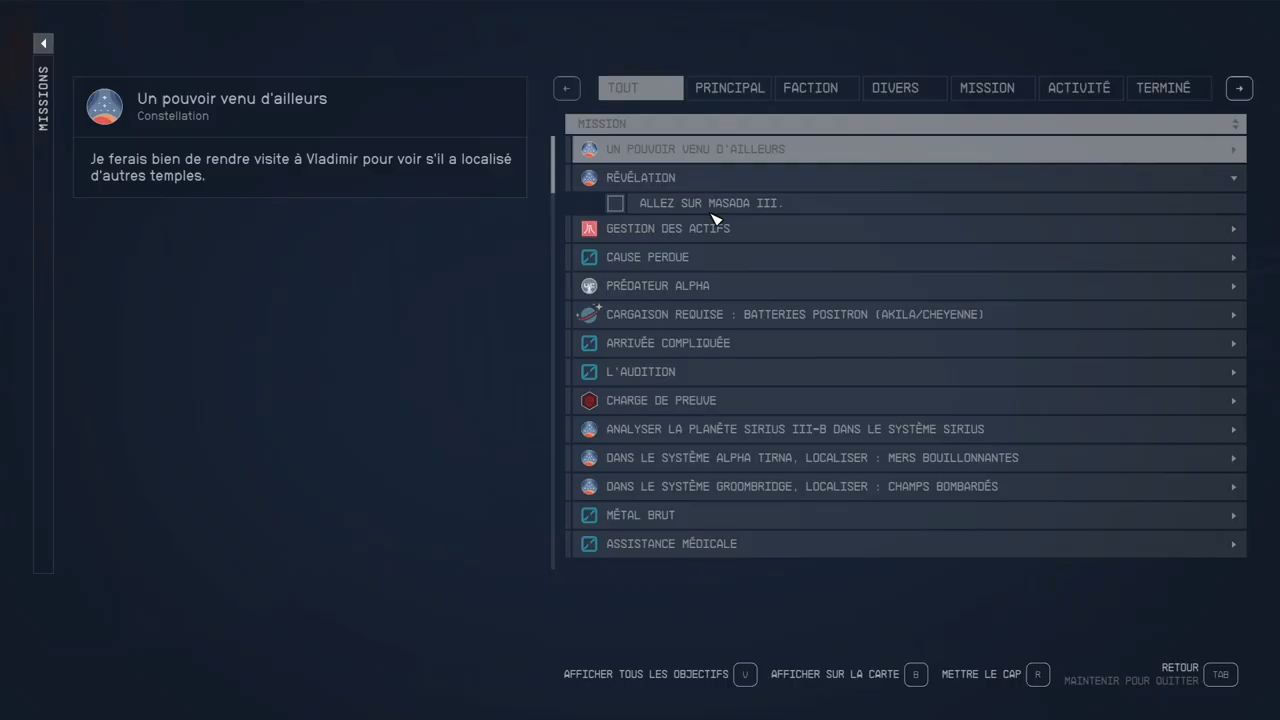 MISSIONS
Un pouvoir venu d'ailleurs
Constellation
Je ferais bien de rendre visite à Vladimir pour voir s'il a localisé
d'autres temples.
TOUT PRINCIPAL FACTION DIVERS MISSION ACTIVITÉ TERMINÉ
MISSION
UN POUVOIR VENU D'AILLEURS
RÉVÉLATION
ALLEZ SUR MASADA III.
GESTION DES ACTIFS
CAUSE PERDUE
PRÉDATEUR ALPHA
CARGAISON REQUISE : BATTERIES POSITRON (AKILA/CHEYENNE)
ARRIVÉE COMPLIQUÉE
L'AUDITION
CHARGE DE PREUVE
ANALYSER LA PLANÈTE SIRIUS III-B DANS LE SYSTÈME SIRIUS
DANS LE SYSTÈME ALPHA TIRNA, LOCALISER : MERS BOUILLONNANTES
DANS LE SYSTÈME GROOMBRIDGE, LOCALISER : CHAMPS BOMBARDÉS
MÉTAL BRUT
ASSISTANCE MÉDICALE
AFFICHER TOUS LES OBJECTIFS V AFFICHER SUR LA CARTE B METTRE LE CAP R RETOUR TAB
MAINTENIR POUR QUITTER